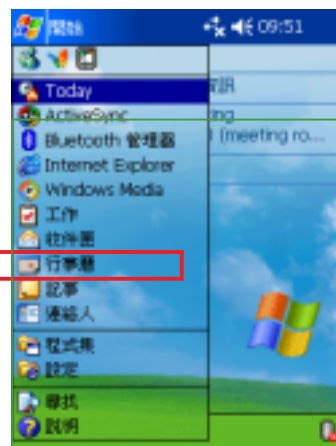 開始 09:51
Today
ActiveSync
Bluetooth 管理器
(meeting ro...
Internet Explorer
Windows Media
工作
收件匣
行事曆
記事
連絡人
程式集
設定
尋找
說明